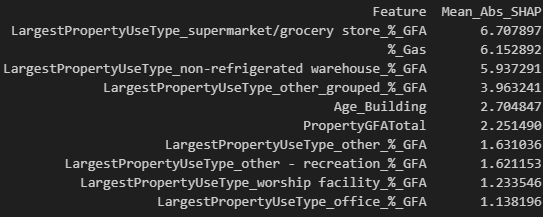 Feature Mean_Abs_SHAP
LargestPropertyUseType_supermarket/grocery store_%_GFA 6.707897
%_Gas 6.152892
LargestPropertyUseType_non-refrigerated warehouse_%_GFA 5.937291
LargestPropertyUseType_other_grouped_%_GFA 3.963241
Age_Building 2.704847
PropertyGFATotal 2.251490
LargestPropertyUseType_other_%_GFA 1.631036
LargestPropertyUseType_other - recreation_%_GFA 1.621153
LargestPropertyUseType_worship facility_%_GFA 1.233546
LargestPropertyUseType_office_%_GFA 1.138196